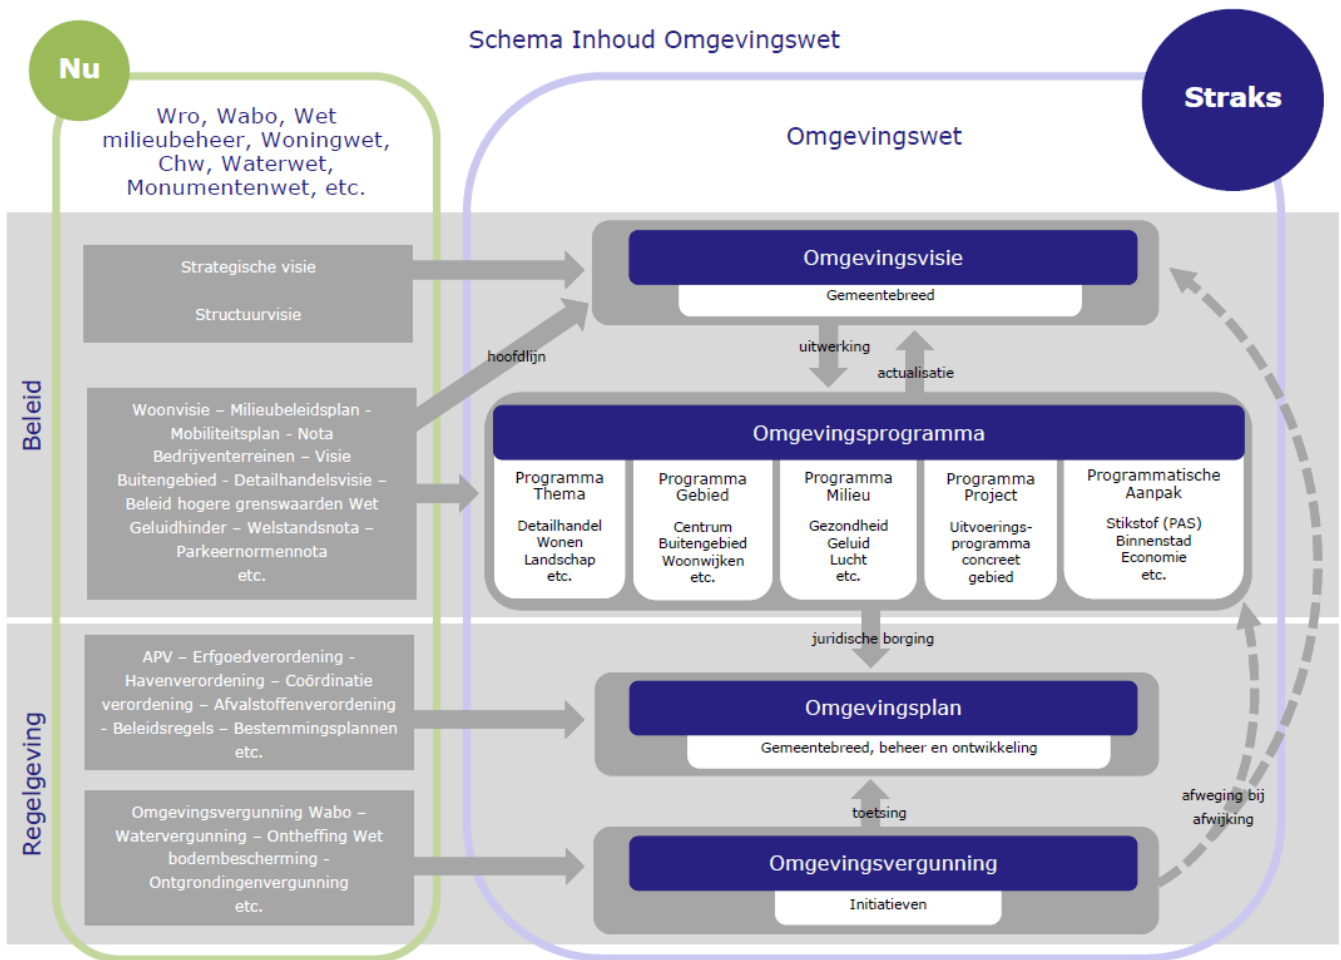 Schema Inhoud Omgevingswet
Nu
Straks
Wro, Wabo, Wet
milieubeheer, Woningwet,
Chw, Waterwet,
Monumentenwet, etc.
Omgevingswet
Beleid
Strategische visie
Structuurvisie
hoofdlijn
Woonvisie – Milieubeleidsplan -
Mobiliteitsplan - Nota
Bedrijventerreinen – Visie
Buitengebied - Detailhandelsvisie –
Beleid hogere grenswaarden Wet
Geluidhinder – Welstandsnota –
Parkeernormennota
etc.
Omgevingsvisie
Gemeentebreed
uitwerking
actualisatie
Omgevingsprogramma
Programma
Thema
Detailhandel
Wonen
Landschap
etc.
Programma
Gebied
Centrum
Buitengebied
Woonwijken
etc.
Programma
Milieu
Gezondheid
Geluid
Lucht
etc.
Programma
Project
Uitvoerings-
programma
concreet
gebied
Programmatische
Aanpak
Stikstof (PAS)
Binnenstad
Economie
etc.
juridische borging
Regelgeving
APV – Erfgoedverordening -
Havenverordening – Coördinatie
verordening – Afvalstoffenverordening
- Beleidsregels – Bestemmingsplannen
etc.
Omgevingsplan
Gemeentebreed, beheer en ontwikkeling
toetsing
afweging bij
afwijking
Omgevingsvergunning Wabo –
Watervergunning – Ontheffing Wet
bodembescherming -
Ontgrondingenvergunning
etc.
Omgevingsvergunning
Initiatieven